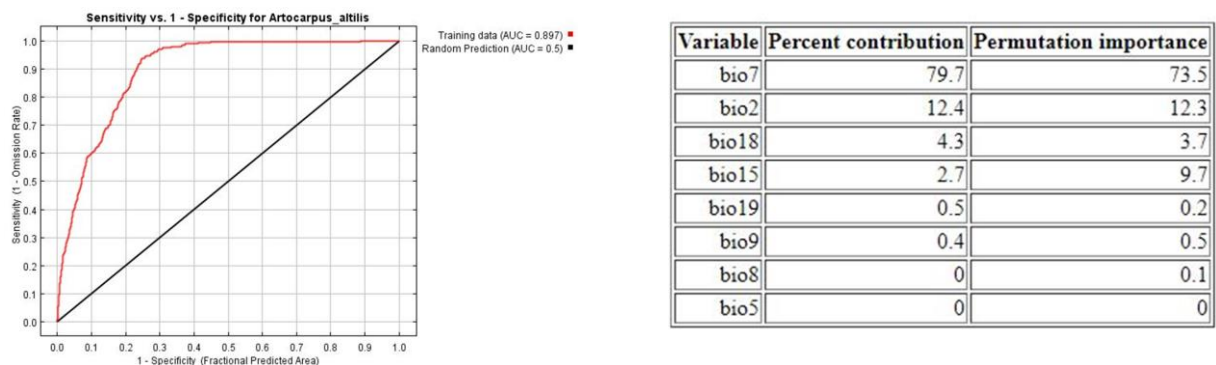 Sensitivity vs. 1 - Specificity for Artocarpus_altilis
Training data (AUC = 0.897)
Random Prediction (AUC = 0.5)
Sensitivity (1 - Omission Rate)
1.0
0.9
0.8
0.7
0.6
0.5
0.4
0.3
0.2
0.1
0.0
0.0 0.1 0.2 0.3 0.4 0.5 0.6 0.7 0.8 0.9 1.0
1 - Specificity (Fractional Predicted Area)
Variable Percent contribution Permutation importance
bio7 79.7 73.5
bio2 12.4 12.3
bio18 4.3 3.7
bio15 2.7 9.7
bio19 0.5 0.2
bio9 0.4 0.5
bio8 0 0.1
bio5 0 0